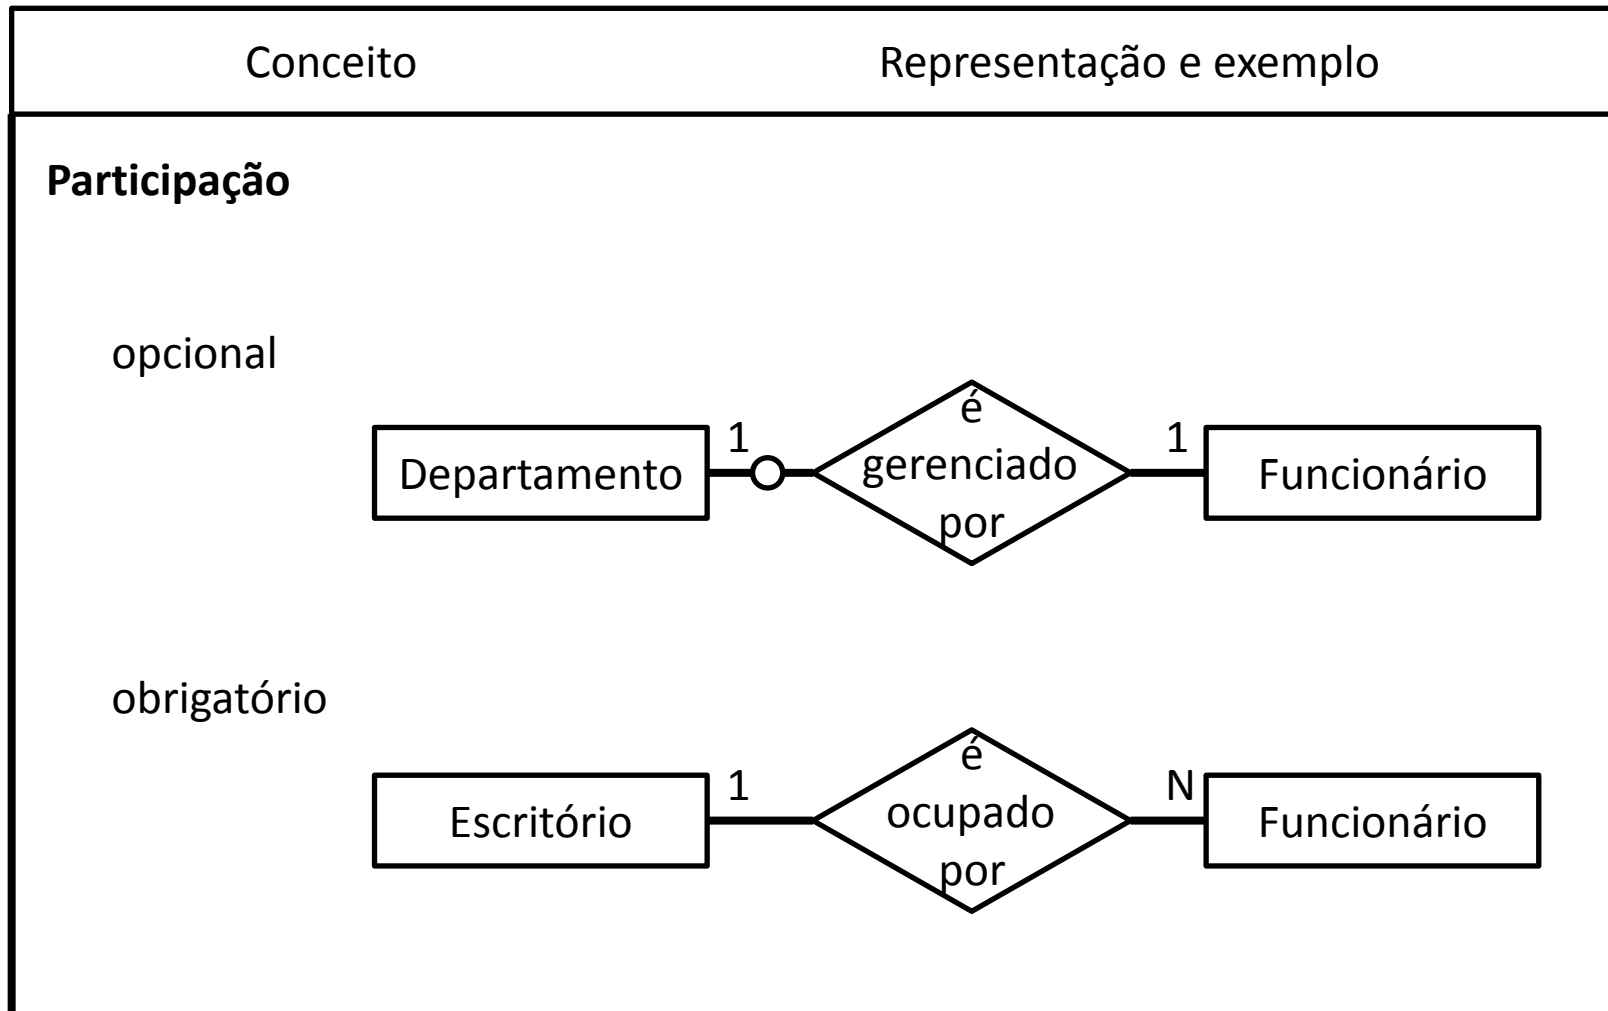 Conceito Representação e exemplo
Participação
opcional
Departamento 1 é gerenciado por 1 Funcionário
obrigatório
Escritório 1 é ocupado por N Funcionário